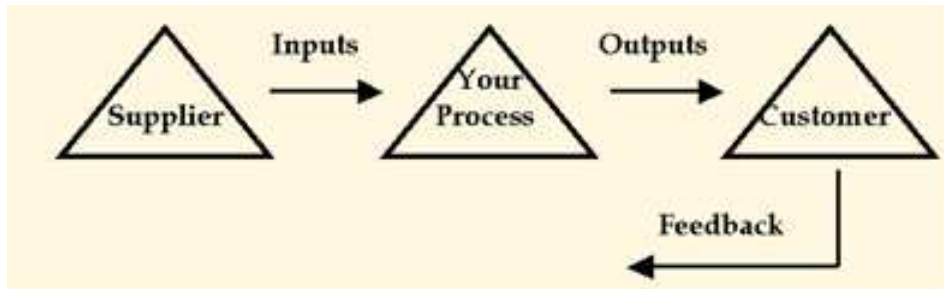 Inputs
Outputs
Supplier
Your
Process
Customer
Feedback